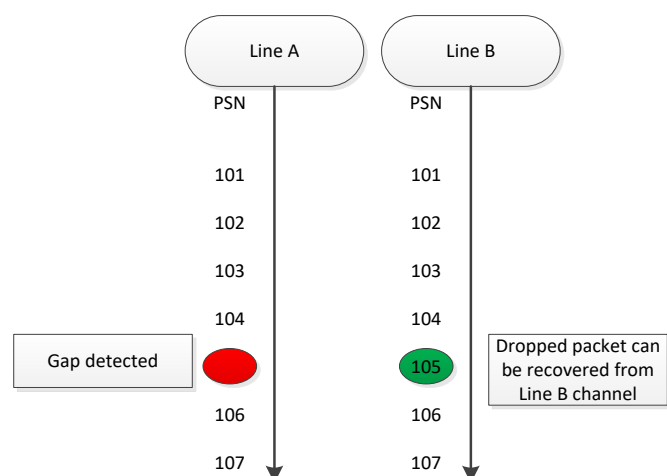 Line A
Line B
PSN
PSN
101
101
102
102
103
103
104
104
Gap detected
105
Dropped packet can
be recovered from
Line B channel
106
106
107
107